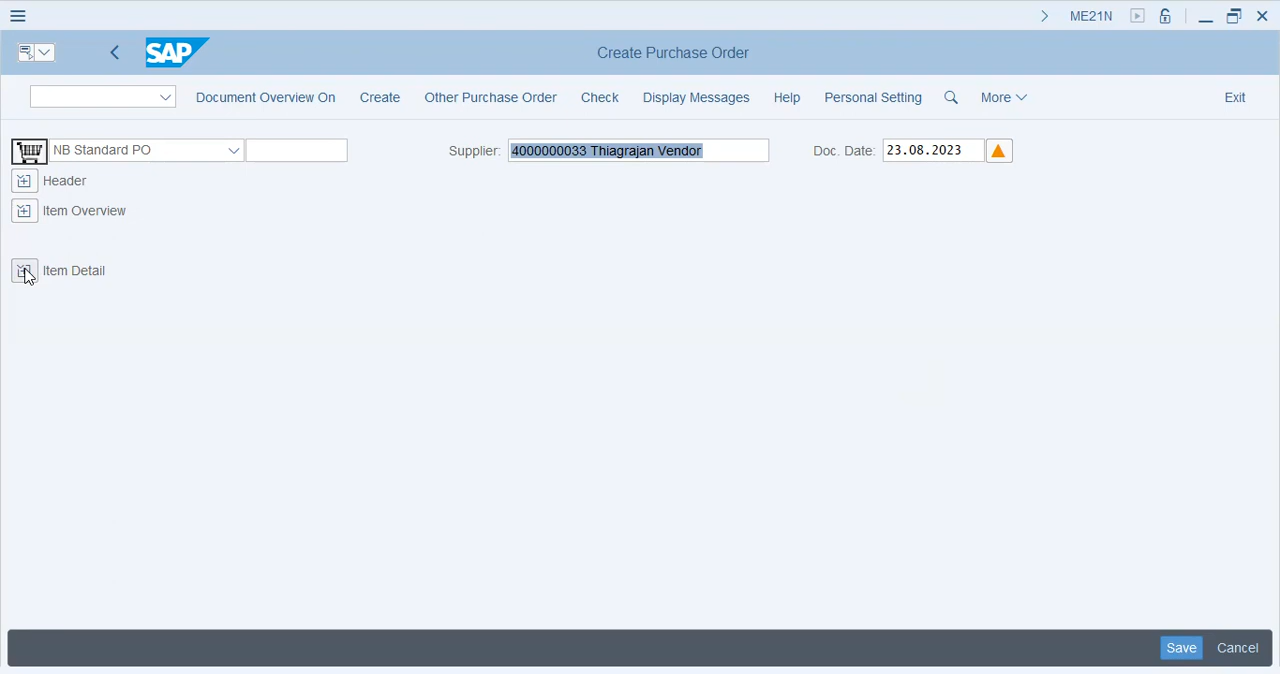 ME21N
SAP Create Purchase Order
Document Overview On Create Other Purchase Order Check Display Messages Help Personal Setting More Exit
NB Standard PO Supplier: 4000000033 Thiagrajan Vendor Doc. Date: 23.08.2023
Header
Item Overview
Item Detail
Save Cancel